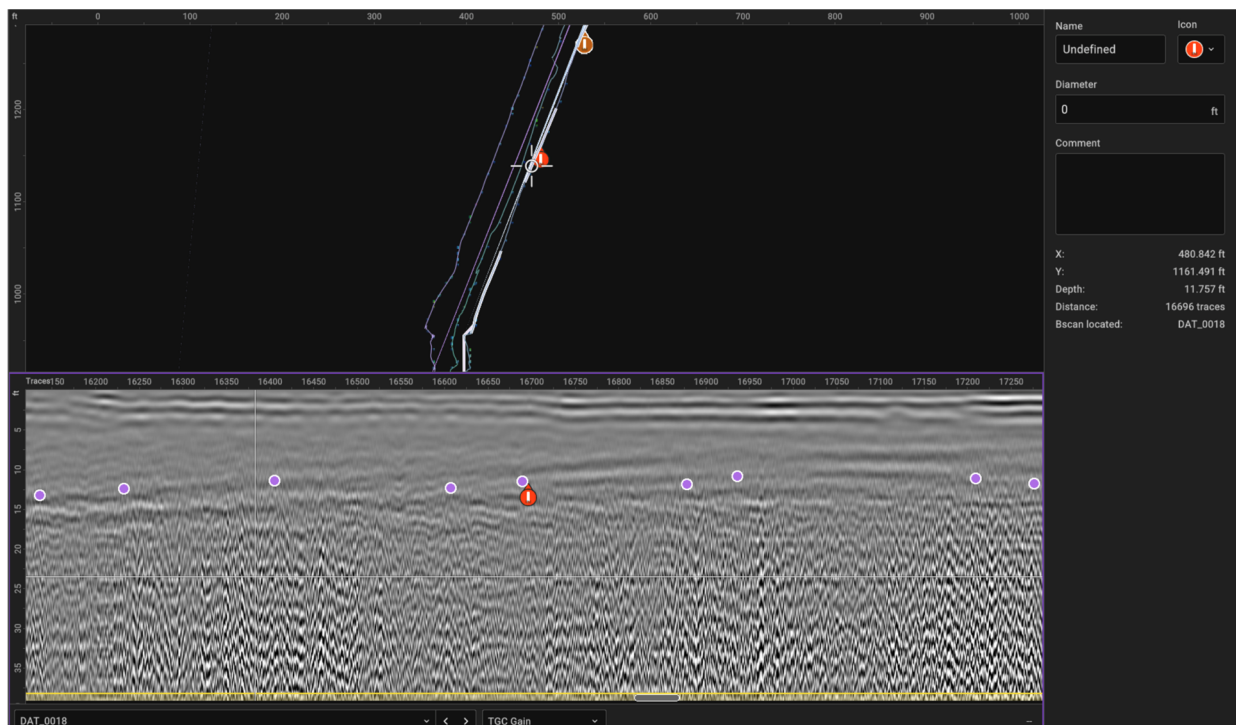 ft 0 100 200 300 400 500 600 700 800 900 1000
1200
1100
1000
Traces 150 16200 16250 16300 16350 16400 16450 16500 16550 16600 16650 16700 16750 16800 16850 16900 16950 17000 17050 17100 17150 17200 17250
ft
5
10
15
20
25
30
35
DAT_0018
TGC Gain
Name Icon
Undefined
Diameter
0 ft
Comment
X: 480.842 ft
Y: 1161.491 ft
Depth: 11.757 ft
Distance: 16696 traces
Bscan located: DAT_0018